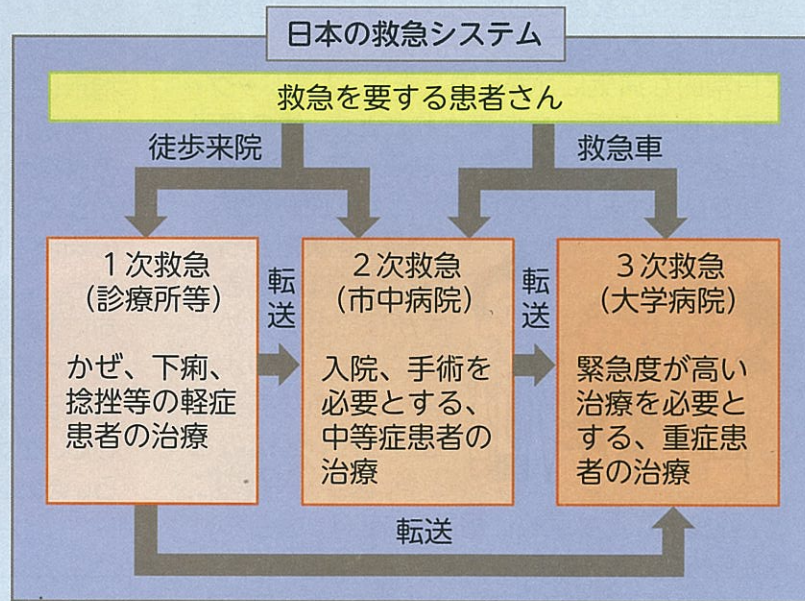 日本の救急システム
救急を要する患者さん
徒歩来院
救急車
1次救急
(診療所等)
かぜ、下痢、
捻挫等の軽症
患者の治療
転送
2次救急
(市中病院)
入院、手術を
必要とする、
中等症患者の
治療
転送
3次救急
(大学病院)
緊急度が高い
治療を必要と
する、重症患
者の治療
転送